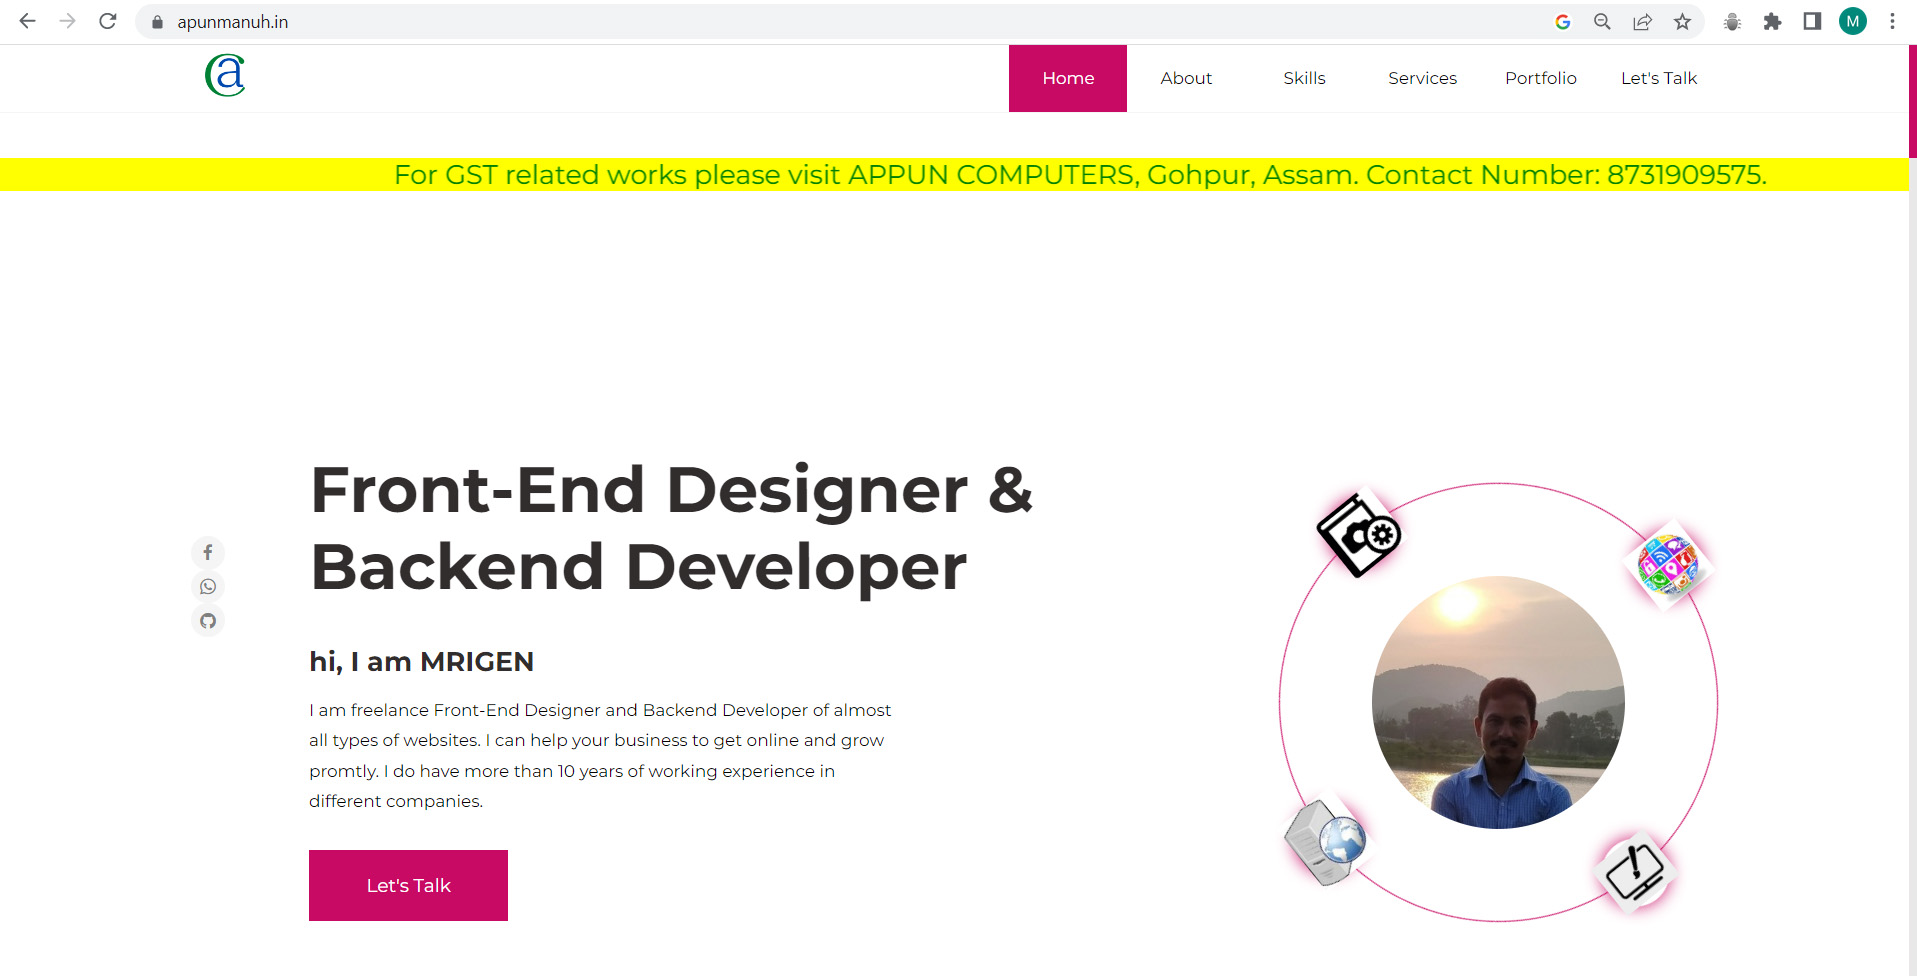 apunmanuh.in
M
a
Home About Skills Services Portfolio Let's Talk
For GST related works please visit APPUN COMPUTERS, Gohpur, Assam. Contact Number: 8731909575.
Front-End Designer &
Backend Developer
hi, I am MRIGEN
I am freelance Front-End Designer and Backend Developer of almost
all types of websites. I can help your business to get online and grow
promtly. I do have more than 10 years of working experience in
different companies.
Let's Talk